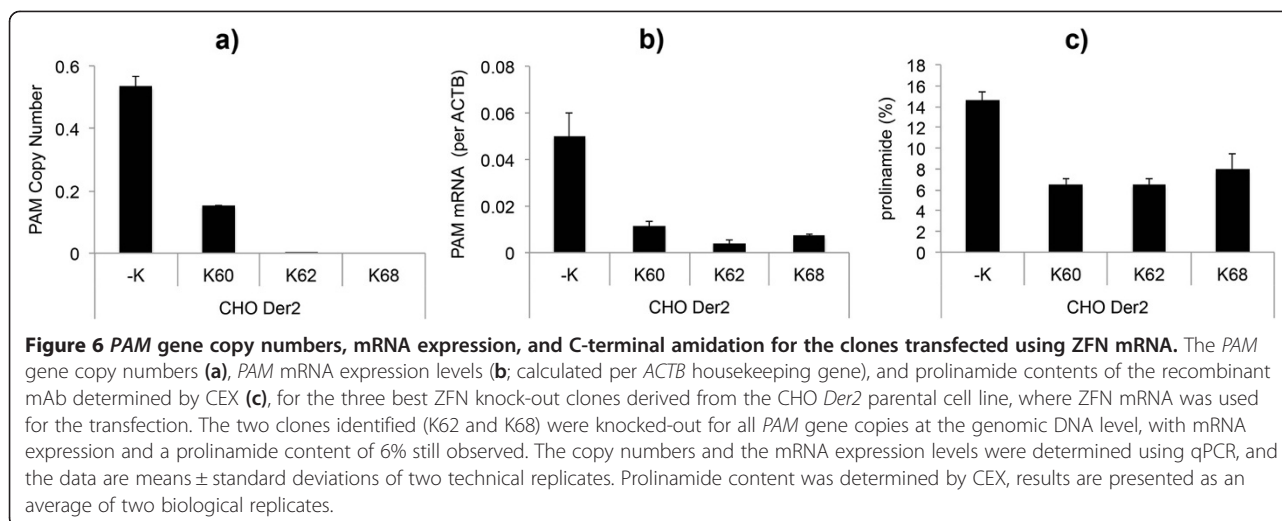 a)
b)
c)
PAM Copy Number
0.6
0.4
0.2
0
-K K60 K62 K68
CHO Der2
PAM mRNA (per ACTB)
0.08
0.06
0.04
0.02
0
-K K60 K62 K68
CHO Der2
prolinamide (%)
18
16
14
12
10
8
6
4
2
0
-K K60 K62 K68
CHO Der2
Figure 6 PAM gene copy numbers, mRNA expression, and C-terminal amidation for the clones transfected using ZFN mRNA. The PAM
gene copy numbers (a), PAM mRNA expression levels (b; calculated per ACTB housekeeping gene), and prolinamide contents of the recombinant
mAb determined by CEX (c), for the three best ZFN knock-out clones derived from the CHO Der2 parental cell line, where ZFN mRNA was used
for the transfection. The two clones identified (K62 and K68) were knocked-out for all PAM gene copies at the genomic DNA level, with mRNA
expression and a prolinamide content of 6% still observed. The copy numbers and the mRNA expression levels were determined using qPCR, and
the data are means ± standard deviations of two technical replicates. Prolinamide content was determined by CEX, results are presented as an
average of two biological replicates.